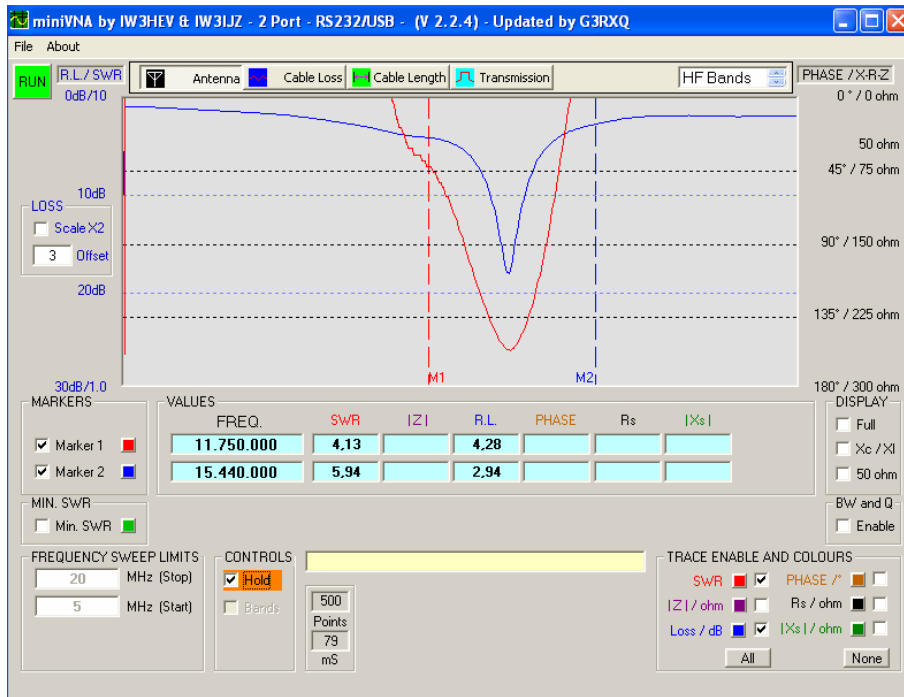 miniVNA by IW3HEV & IW3IJZ - 2 Port - RS232/USB - (V 2.2.4) - Updated by G3RXQ
File About
RUN R.L./SWR Antenna Cable Loss Cable Length Transmission HF Bands PHASE / X-R-Z
0dB/10 0 ° / 0 ohm
50 ohm
45° / 75 ohm
10dB
LOSS
Scale X2
3 Offset
90° / 150 ohm
20dB
135° / 225 ohm
M1 M2
30dB/1.0 180° / 300 ohm
MARKERS VALUES DISPLAY
FREQ. SWR |Z| R.L. PHASE Rs |Xs| Full
Marker 1 11.750.000 4,13 4,28 Xc / Xl
Marker 2 15.440.000 5,94 2,94 50 ohm
MIN. SWR BW and Q
Min. SWR Enable
FREQUENCY SWEEP LIMITS CONTROLS TRACE ENABLE AND COLOURS
20 MHz (Stop) Hold SWR PHASE /°
5 MHz (Start) Bands 500 |Z| / ohm Rs / ohm
Points Loss / dB |Xs| / ohm
79 All None
mS